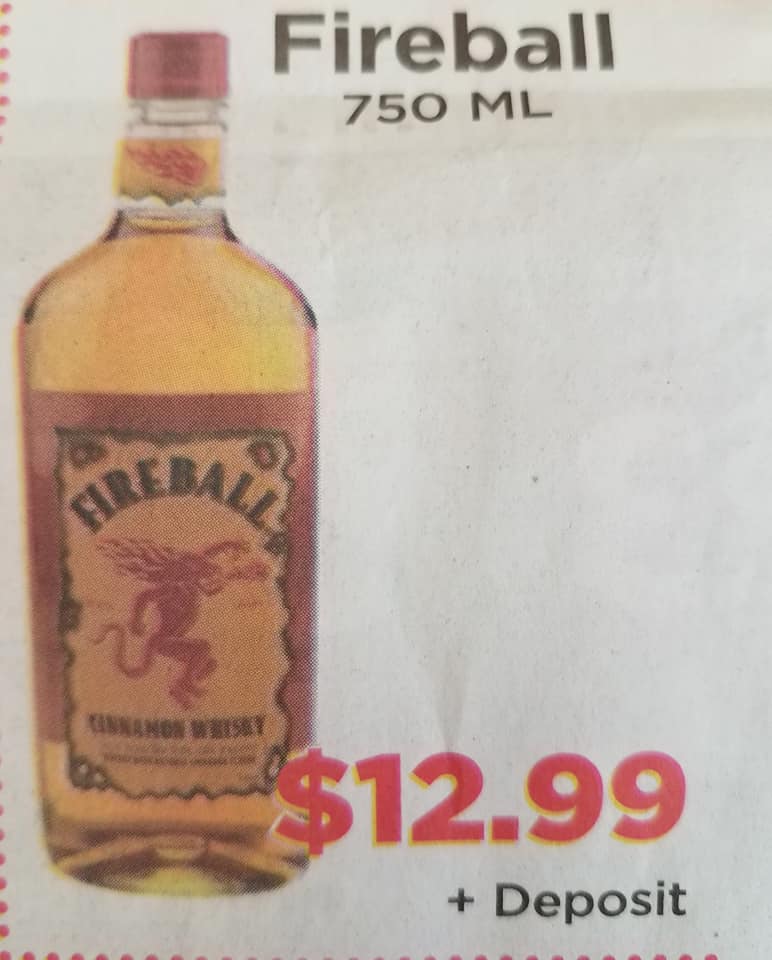 Fireball
750 ML
FIREBALL
CINNAMON WHISKY
$12.99
+ Deposit